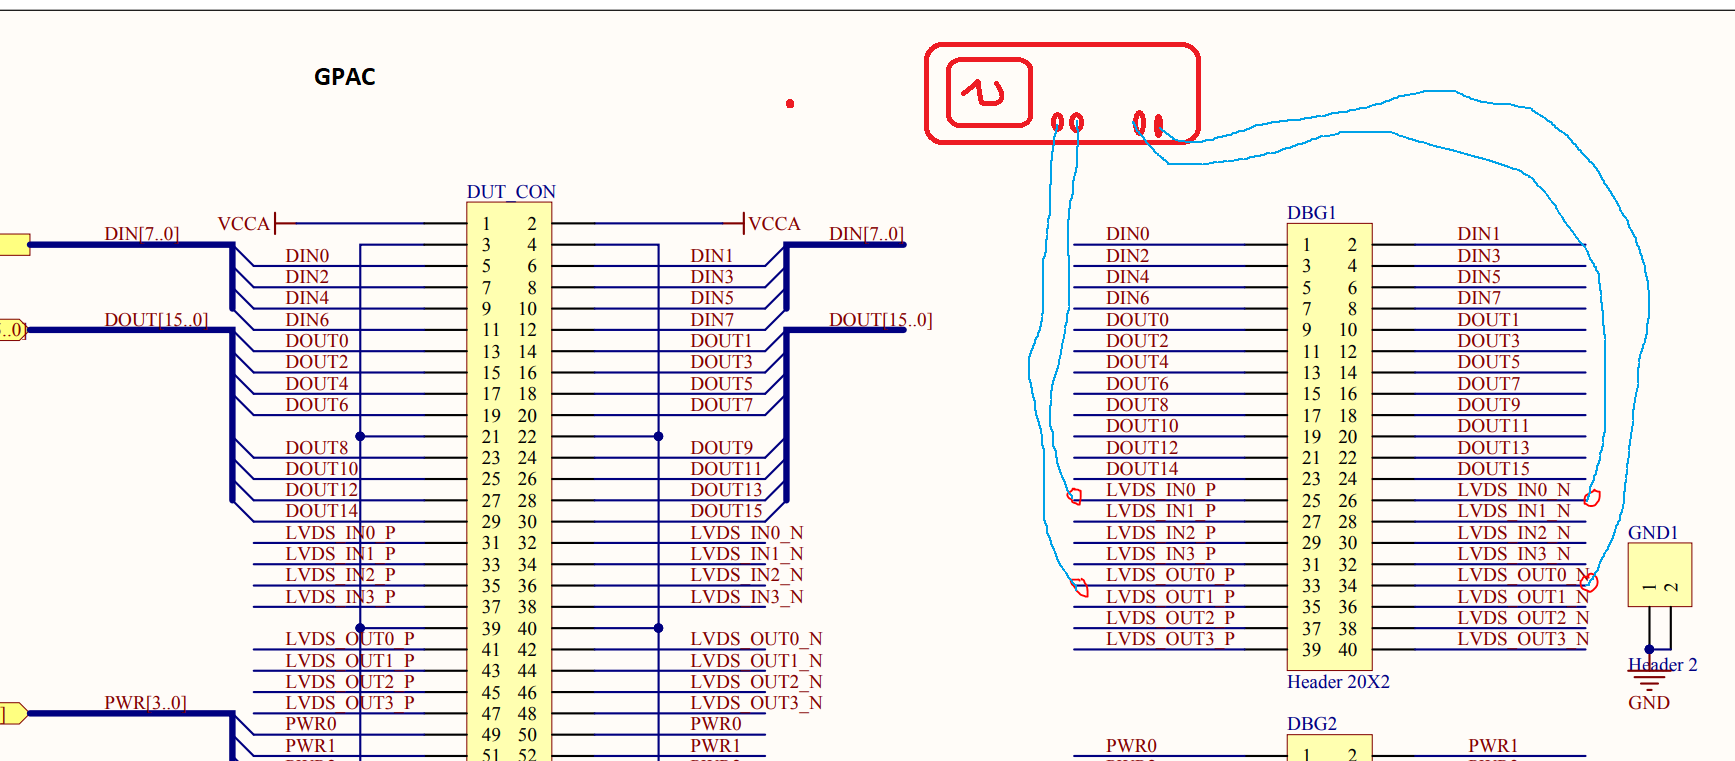 GPAC
DUT_CON
VCCA 1 2 VCCA
DIN[7..0] 3 4 DIN[7..0]
DIN0 5 6 DIN1
DIN2 7 8 DIN3
DIN4 9 10 DIN5
DIN6 11 12 DIN7
..0] DOUT[15..0] DOUT[15..0]
DOUT0 13 14 DOUT1
DOUT2 15 16 DOUT3
DOUT4 17 18 DOUT5
DOUT6 19 20 DOUT7
21 22
DOUT8 23 24 DOUT9
DOUT10 25 26 DOUT11
DOUT12 27 28 DOUT13
DOUT14 29 30 DOUT15
LVDS_IN0_P 31 32 LVDS_IN0_N
LVDS_IN1_P 33 34 LVDS_IN1_N
LVDS_IN2_P 35 36 LVDS_IN2_N
LVDS_IN3_P 37 38 LVDS_IN3_N
39 40
LVDS_OUT0_P 41 42 LVDS_OUT0_N
LVDS_OUT1_P 43 44 LVDS_OUT1_N
LVDS_OUT2_P 45 46 LVDS_OUT2_N
LVDS_OUT3_P 47 48 LVDS_OUT3_N
] PWR[3..0]
PWR0 49 50 PWR0
PWR1 51 52 PWR1
DBG1
DIN0 1 2 DIN1
DIN2 3 4 DIN3
DIN4 5 6 DIN5
DIN6 7 8 DIN7
DOUT0 9 10 DOUT1
DOUT2 11 12 DOUT3
DOUT4 13 14 DOUT5
DOUT6 15 16 DOUT7
DOUT8 17 18 DOUT9
DOUT10 19 20 DOUT11
DOUT12 21 22 DOUT13
DOUT14 23 24 DOUT15
LVDS_IN0_P 25 26 LVDS_IN0_N
LVDS_IN1_P 27 28 LVDS_IN1_N
LVDS_IN2_P 29 30 LVDS_IN2_N
LVDS_IN3_P 31 32 LVDS_IN3_N
LVDS_OUT0_P 33 34 LVDS_OUT0_N
LVDS_OUT1_P 35 36 LVDS_OUT1_N
LVDS_OUT2_P 37 38 LVDS_OUT2_N
LVDS_OUT3_P 39 40 LVDS_OUT3_N
Header 20X2
GND1
1 2
Header 2
GND
DBG2
PWR0 1 2 PWR1